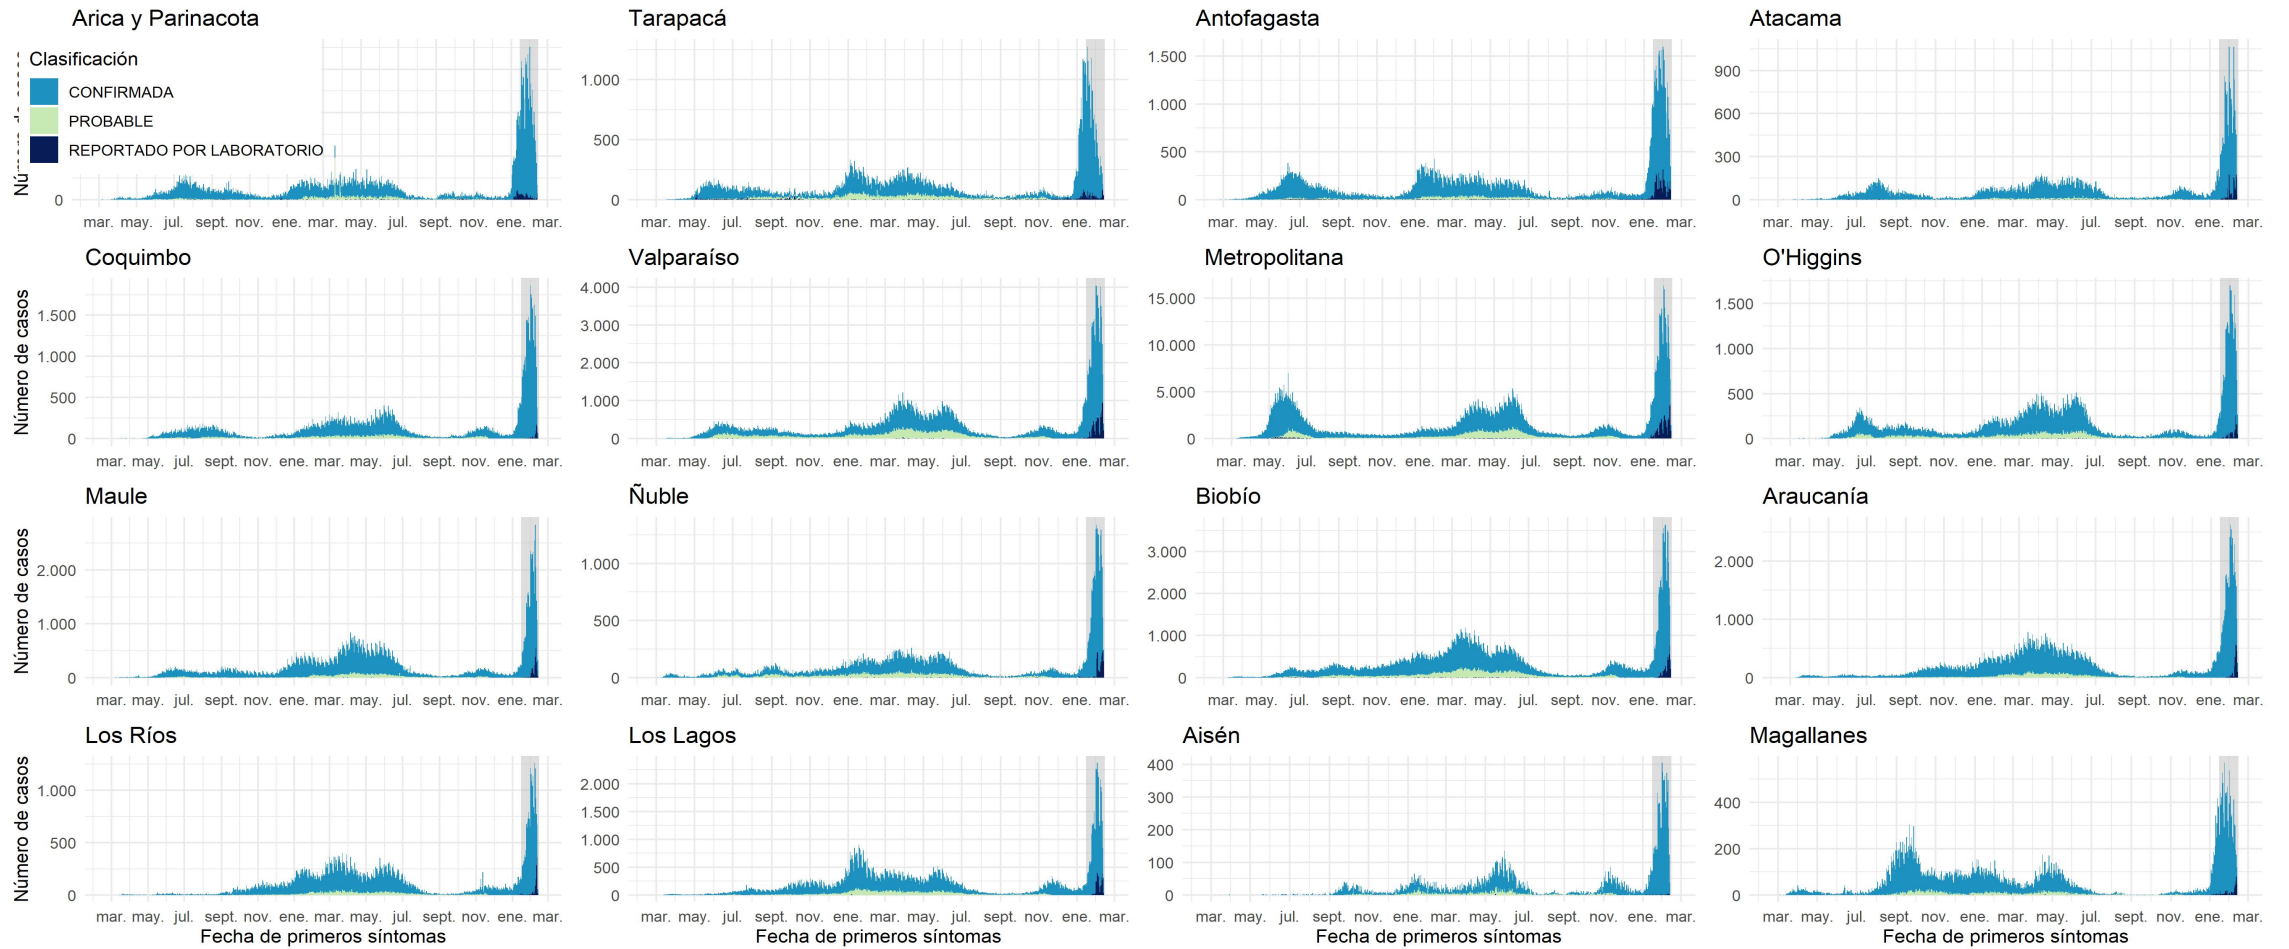 Arica y Parinacota
Clasificación
CONFIRMADA
PROBABLE
REPORTADO POR LABORATORIO
0
mar. may. jul. sept. nov. ene. mar. may. jul. sept. nov. ene. mar.
Tarapacá
1.000
500
0
mar. may. jul. sept. nov. ene. mar. may. jul. sept. nov. ene. mar.
Antofagasta
1.500
1.000
500
0
mar. may. jul. sept. nov. ene. mar. may. jul. sept. nov. ene. mar.
Atacama
900
600
300
0
mar. may. jul. sept. nov. ene. mar. may. jul. sept. nov. ene. mar.
Coquimbo
Número de casos
1.500
1.000
500
0
mar. may. jul. sept. nov. ene. mar. may. jul. sept. nov. ene. mar.
Valparaíso
4.000
3.000
2.000
1.000
0
mar. may. jul. sept. nov. ene. mar. may. jul. sept. nov. ene. mar.
Metropolitana
15.000
10.000
5.000
0
mar. may. jul. sept. nov. ene. mar. may. jul. sept. nov. ene. mar.
O'Higgins
1.500
1.000
500
0
mar. may. jul. sept. nov. ene. mar. may. jul. sept. nov. ene. mar.
Maule
Número de casos
2.000
1.000
0
mar. may. jul. sept. nov. ene. mar. may. jul. sept. nov. ene. mar.
Ñuble
1.000
500
0
mar. may. jul. sept. nov. ene. mar. may. jul. sept. nov. ene. mar.
Biobío
3.000
2.000
1.000
0
mar. may. jul. sept. nov. ene. mar. may. jul. sept. nov. ene. mar.
Araucanía
2.000
1.000
0
mar. may. jul. sept. nov. ene. mar. may. jul. sept. nov. ene. mar.
Los Ríos
Número de casos
1.000
500
0
mar. may. jul. sept. nov. ene. mar. may. jul. sept. nov. ene. mar.
Fecha de primeros síntomas
Los Lagos
2.000
1.500
1.000
500
0
mar. may. jul. sept. nov. ene. mar. may. jul. sept. nov. ene. mar.
Fecha de primeros síntomas
Aisén
400
300
200
100
0
mar. may. jul. sept. nov. ene. mar. may. jul. sept. nov. ene. mar.
Fecha de primeros síntomas
Magallanes
400
200
0
mar. may. jul. sept. nov. ene. mar. may. jul. sept. nov. ene. mar.
Fecha de primeros síntomas